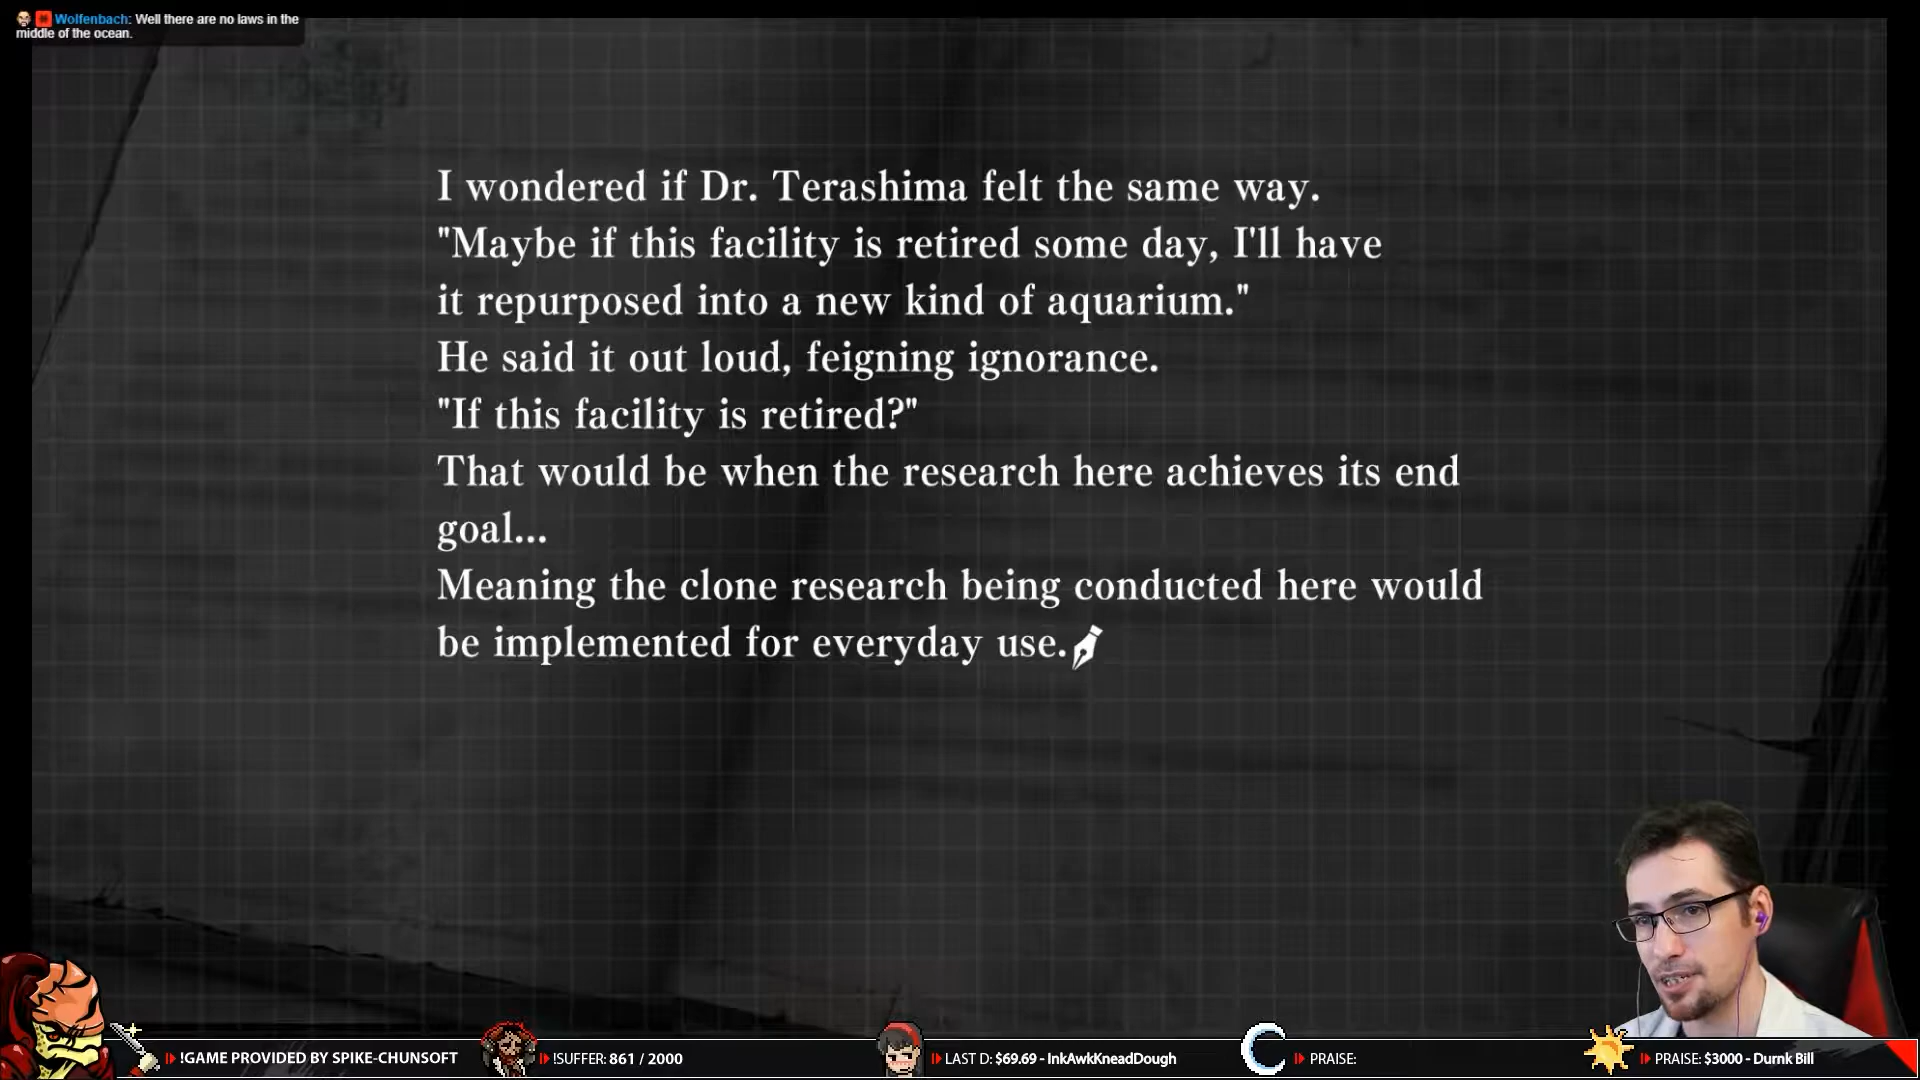 Wolfenbach: Well there are no laws in the
middle of the ocean.
I wondered if Dr. Terashima felt the same way.
"Maybe if this facility is retired some day, I'll have
it repurposed into a new kind of aquarium."
He said it out loud, feigning ignorance.
"If this facility is retired?"
That would be when the research here achieves its end
goal...
Meaning the clone research being conducted here would
be implemented for everyday use.
!GAME PROVIDED BY SPIKE-CHUNSOFT
!SUFFER: 861 / 2000
LAST D: $69.69 - InkAwkKneadDough
PRAISE:
PRAISE: $3000 - Durnk Bill